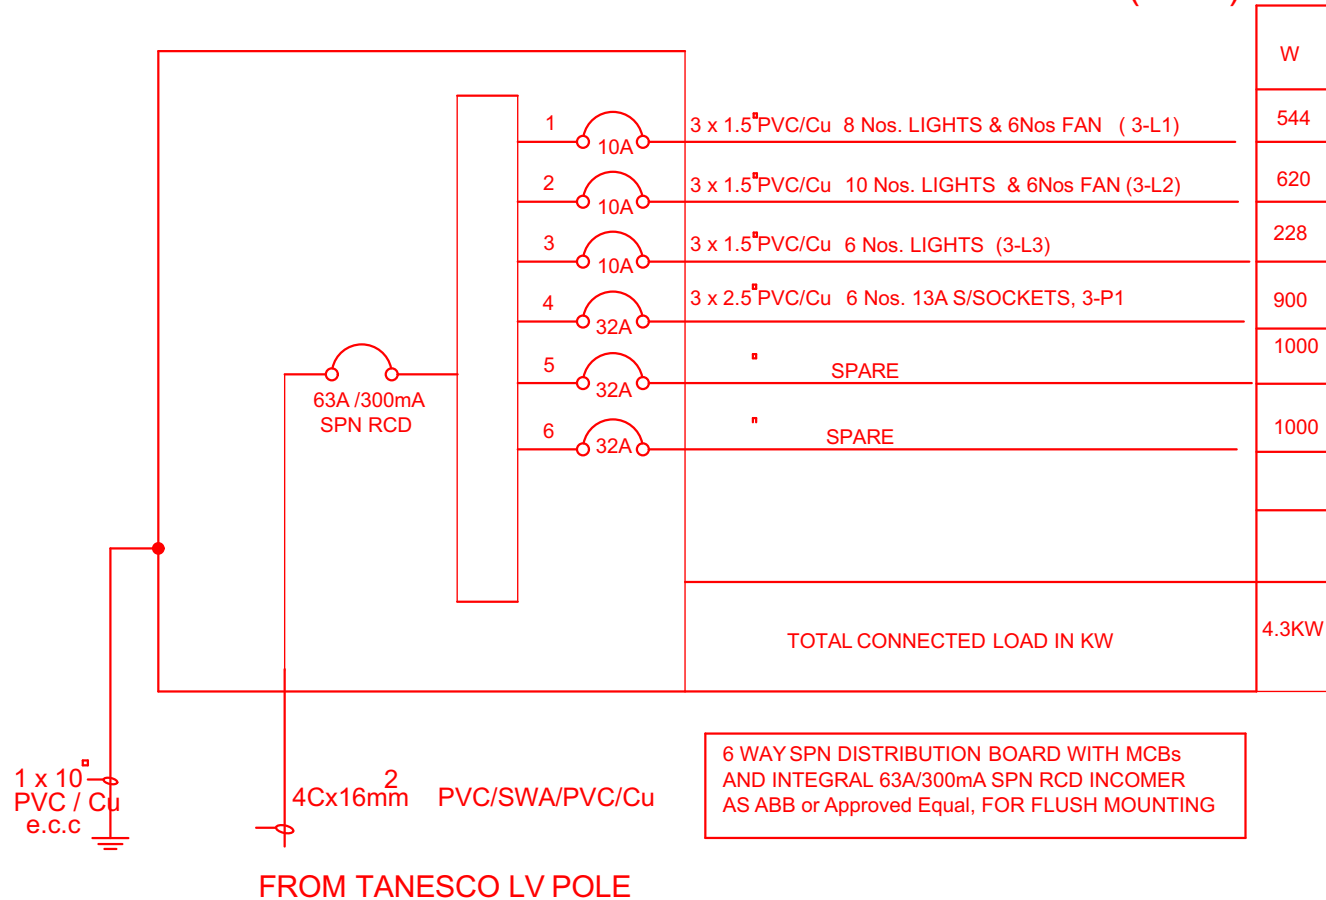 W
1
10A
3 x 1.5 PVC/Cu 8 Nos. LIGHTS & 6Nos FAN ( 3-L1)
544
2
10A
3 x 1.5 PVC/Cu 10 Nos. LIGHTS & 6Nos FAN (3-L2)
620
3
10A
3 x 1.5 PVC/Cu 6 Nos. LIGHTS (3-L3)
228
4
32A
3 x 2.5 PVC/Cu 6 Nos. 13A S/SOCKETS, 3-P1
900
5
32A
SPARE
1000
6
32A
SPARE
1000
63A /300mA
SPN RCD
TOTAL CONNECTED LOAD IN KW
4.3KW
1 x 10
PVC / Cu
e.c.c
4Cx16mm² PVC/SWA/PVC/Cu
6 WAY SPN DISTRIBUTION BOARD WITH MCBs
AND INTEGRAL 63A/300mA SPN RCD INCOMER
AS ABB or Approved Equal, FOR FLUSH MOUNTING
FROM TANESCO LV POLE